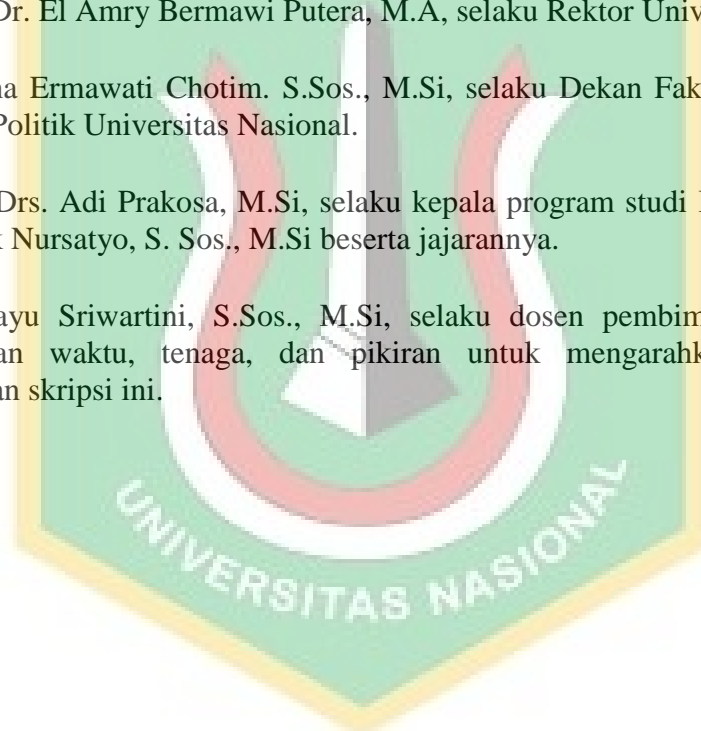 Dr. El Amry Bermawi Putera, M.A, selaku Rektor Univ
na Ermawati Chotim. S.Sos., M.Si, selaku Dekan Fak
Politik Universitas Nasional.
Drs. Adi Prakosa, M.Si, selaku kepala program studi
k Nursatyo, S. Sos., M.Si beserta jajarannya.
ayu Sriwartini, S.Sos., M.Si, selaku dosen pembim
an waktu, tenaga, dan pikiran untuk mengarahk
an skripsi ini.
UNIVERSITAS NASIONAL